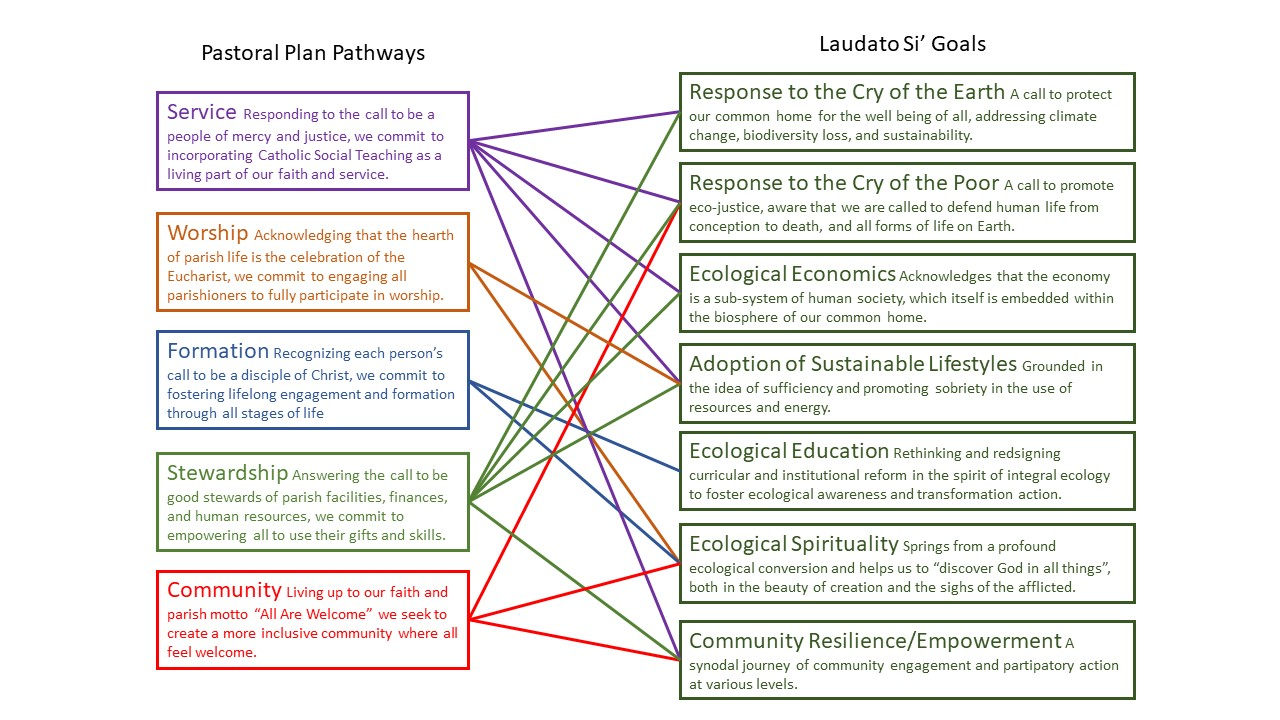 Pastoral Plan Pathways
Service Responding to the call to be a
people of mercy and justice, we commit to
incorporating Catholic Social Teaching as a
living part of our faith and service.
Worship Acknowledging that the hearth
of parish life is the celebration of the
Eucharist, we commit to engaging all
parishioners to fully participate in worship.
Formation Recognizing each person’s
call to be a disciple of Christ, we commit to
fostering lifelong engagement and formation
through all stages of life
Stewardship Answering the call to be
good stewards of parish facilities, finances,
and human resources, we commit to
empowering all to use their gifts and skills.
Community Living up to our faith and
parish motto “All Are Welcome” we seek to
create a more inclusive community where all
feel welcome.
Laudato Si’ Goals
Response to the Cry of the Earth A call to protect
our common home for the well being of all, addressing climate
change, biodiversity loss, and sustainability.
Response to the Cry of the Poor A call to promote
eco-justice, aware that we are called to defend human life from
conception to death, and all forms of life on Earth.
Ecological Economics Acknowledges that the economy
is a sub-system of human society, which itself is embedded within
the biosphere of our common home.
Adoption of Sustainable Lifestyles Grounded in
the idea of sufficiency and promoting sobriety in the use of
resources and energy.
Ecological Education Rethinking and redsigning
curricular and institutional reform in the spirit of integral ecology
to foster ecological awareness and transformation action.
Ecological Spirituality Springs from a profound
ecological conversion and helps us to “discover God in all things”,
both in the beauty of creation and the sighs of the afflicted.
Community Resilience/Empowerment A
synodal journey of community engagement and partipatory action
at various levels.